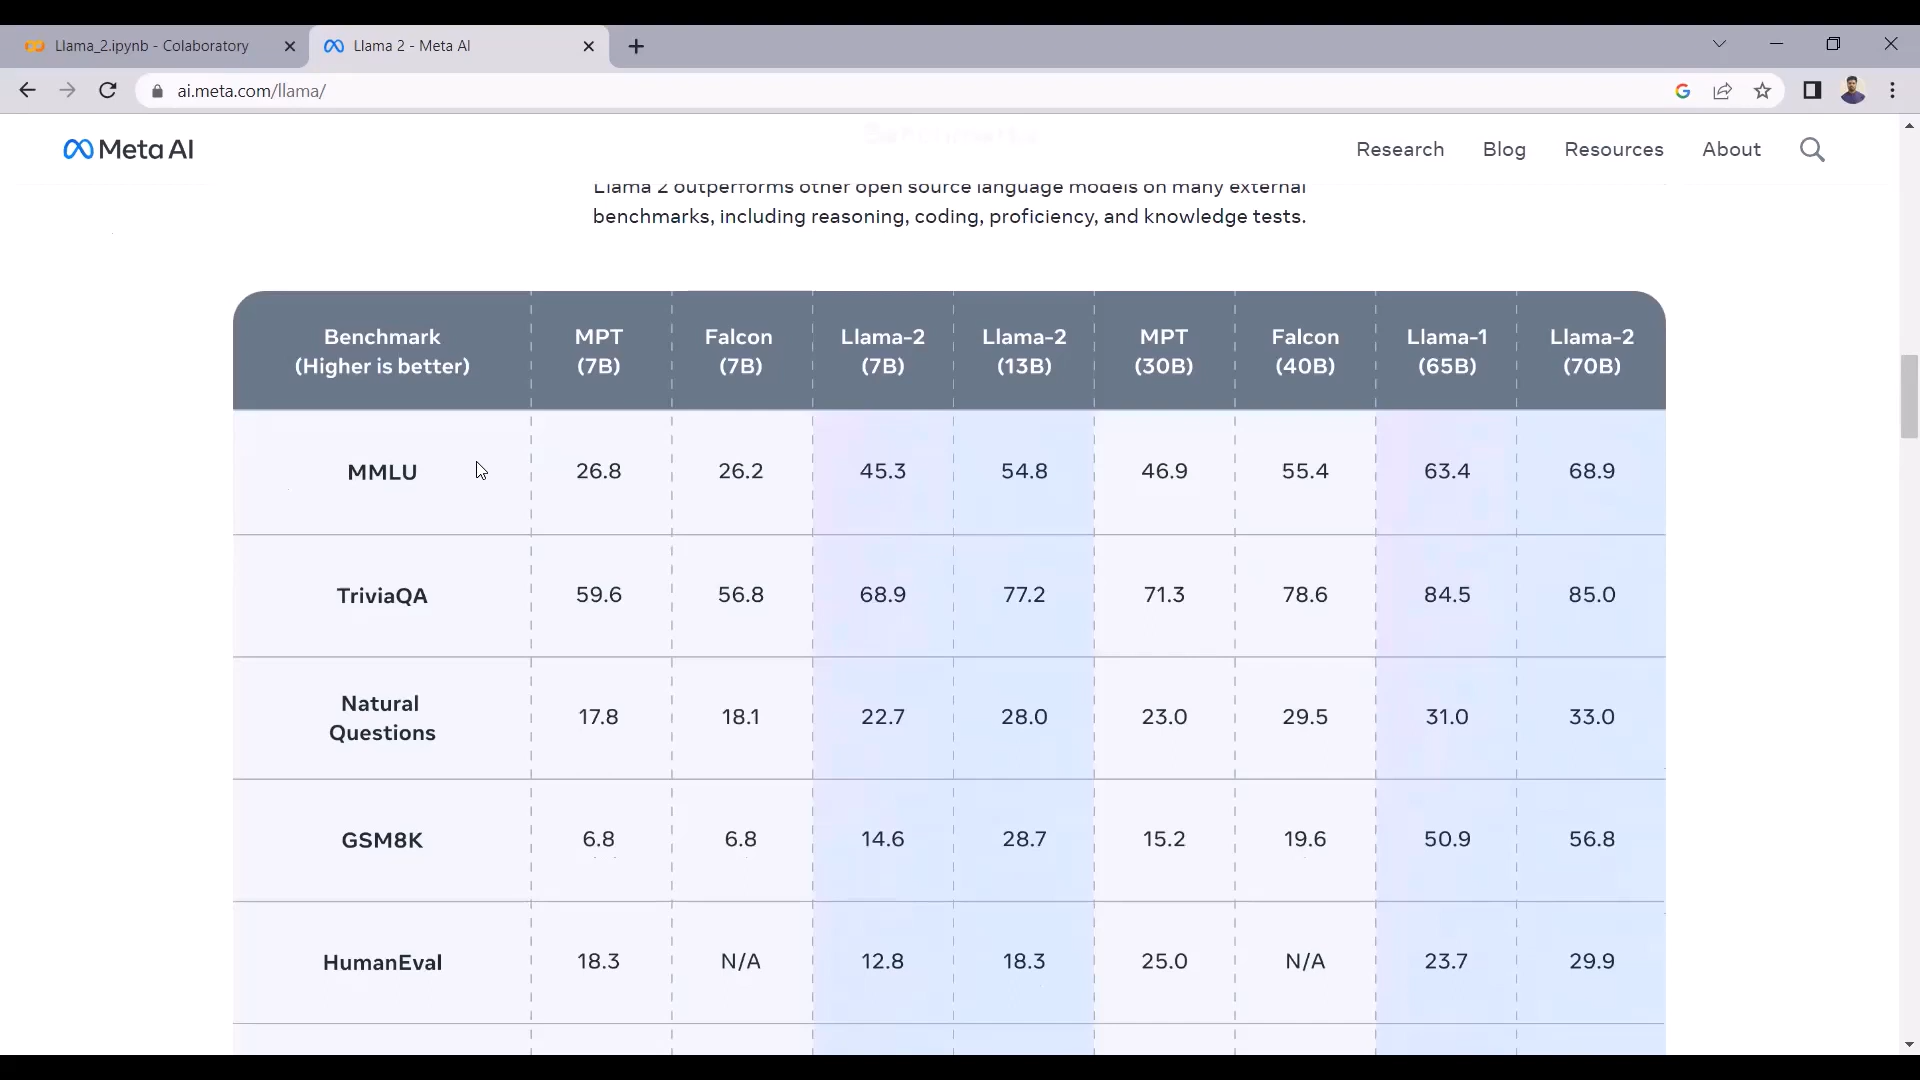 Llama_2.ipynb - Colaboratory
Llama 2 - Meta AI
ai.meta.com/llama/
Meta AI
Research Blog Resources About
Llama 2 outperforms other open source language models on many external
benchmarks, including reasoning, coding, proficiency, and knowledge tests.
Benchmark MPT Falcon Llama-2 Llama-2 MPT Falcon Llama-1 Llama-2
(Higher is better) (7B) (7B) (7B) (13B) (30B) (40B) (65B) (70B)
MMLU 26.8 26.2 45.3 54.8 46.9 55.4 63.4 68.9
TriviaQA 59.6 56.8 68.9 77.2 71.3 78.6 84.5 85.0
Natural
Questions 17.8 18.1 22.7 28.0 23.0 29.5 31.0 33.0
GSM8K 6.8 6.8 14.6 28.7 15.2 19.6 50.9 56.8
HumanEval 18.3 N/A 12.8 18.3 25.0 N/A 23.7 29.9